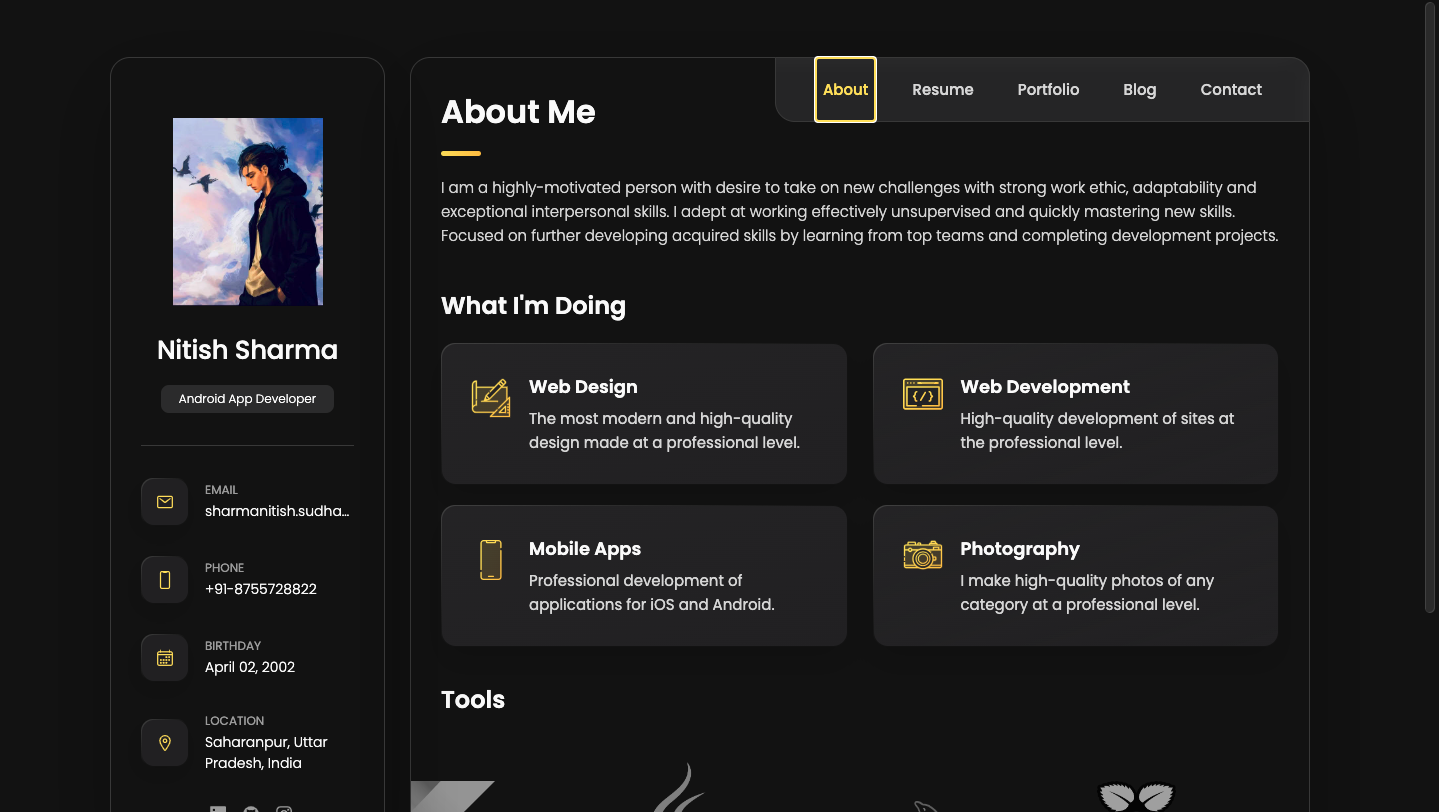 Nitish Sharma
Android App Developer
EMAIL
sharmanitish.sudha...
PHONE
+91-8755728822
BIRTHDAY
April 02, 2002
LOCATION
Saharanpur, Uttar
Pradesh, India
About
Resume
Portfolio
Blog
Contact
About Me
I am a highly-motivated person with desire to take on new challenges with strong work ethic, adaptability and
exceptional interpersonal skills. I adept at working effectively unsupervised and quickly mastering new skills.
Focused on further developing acquired skills by learning from top teams and completing development projects.
What I'm Doing
Web Design
The most modern and high-quality
design made at a professional level.
Web Development
High-quality development of sites at
the professional level.
Mobile Apps
Professional development of
applications for iOS and Android.
Photography
I make high-quality photos of any
category at a professional level.
Tools